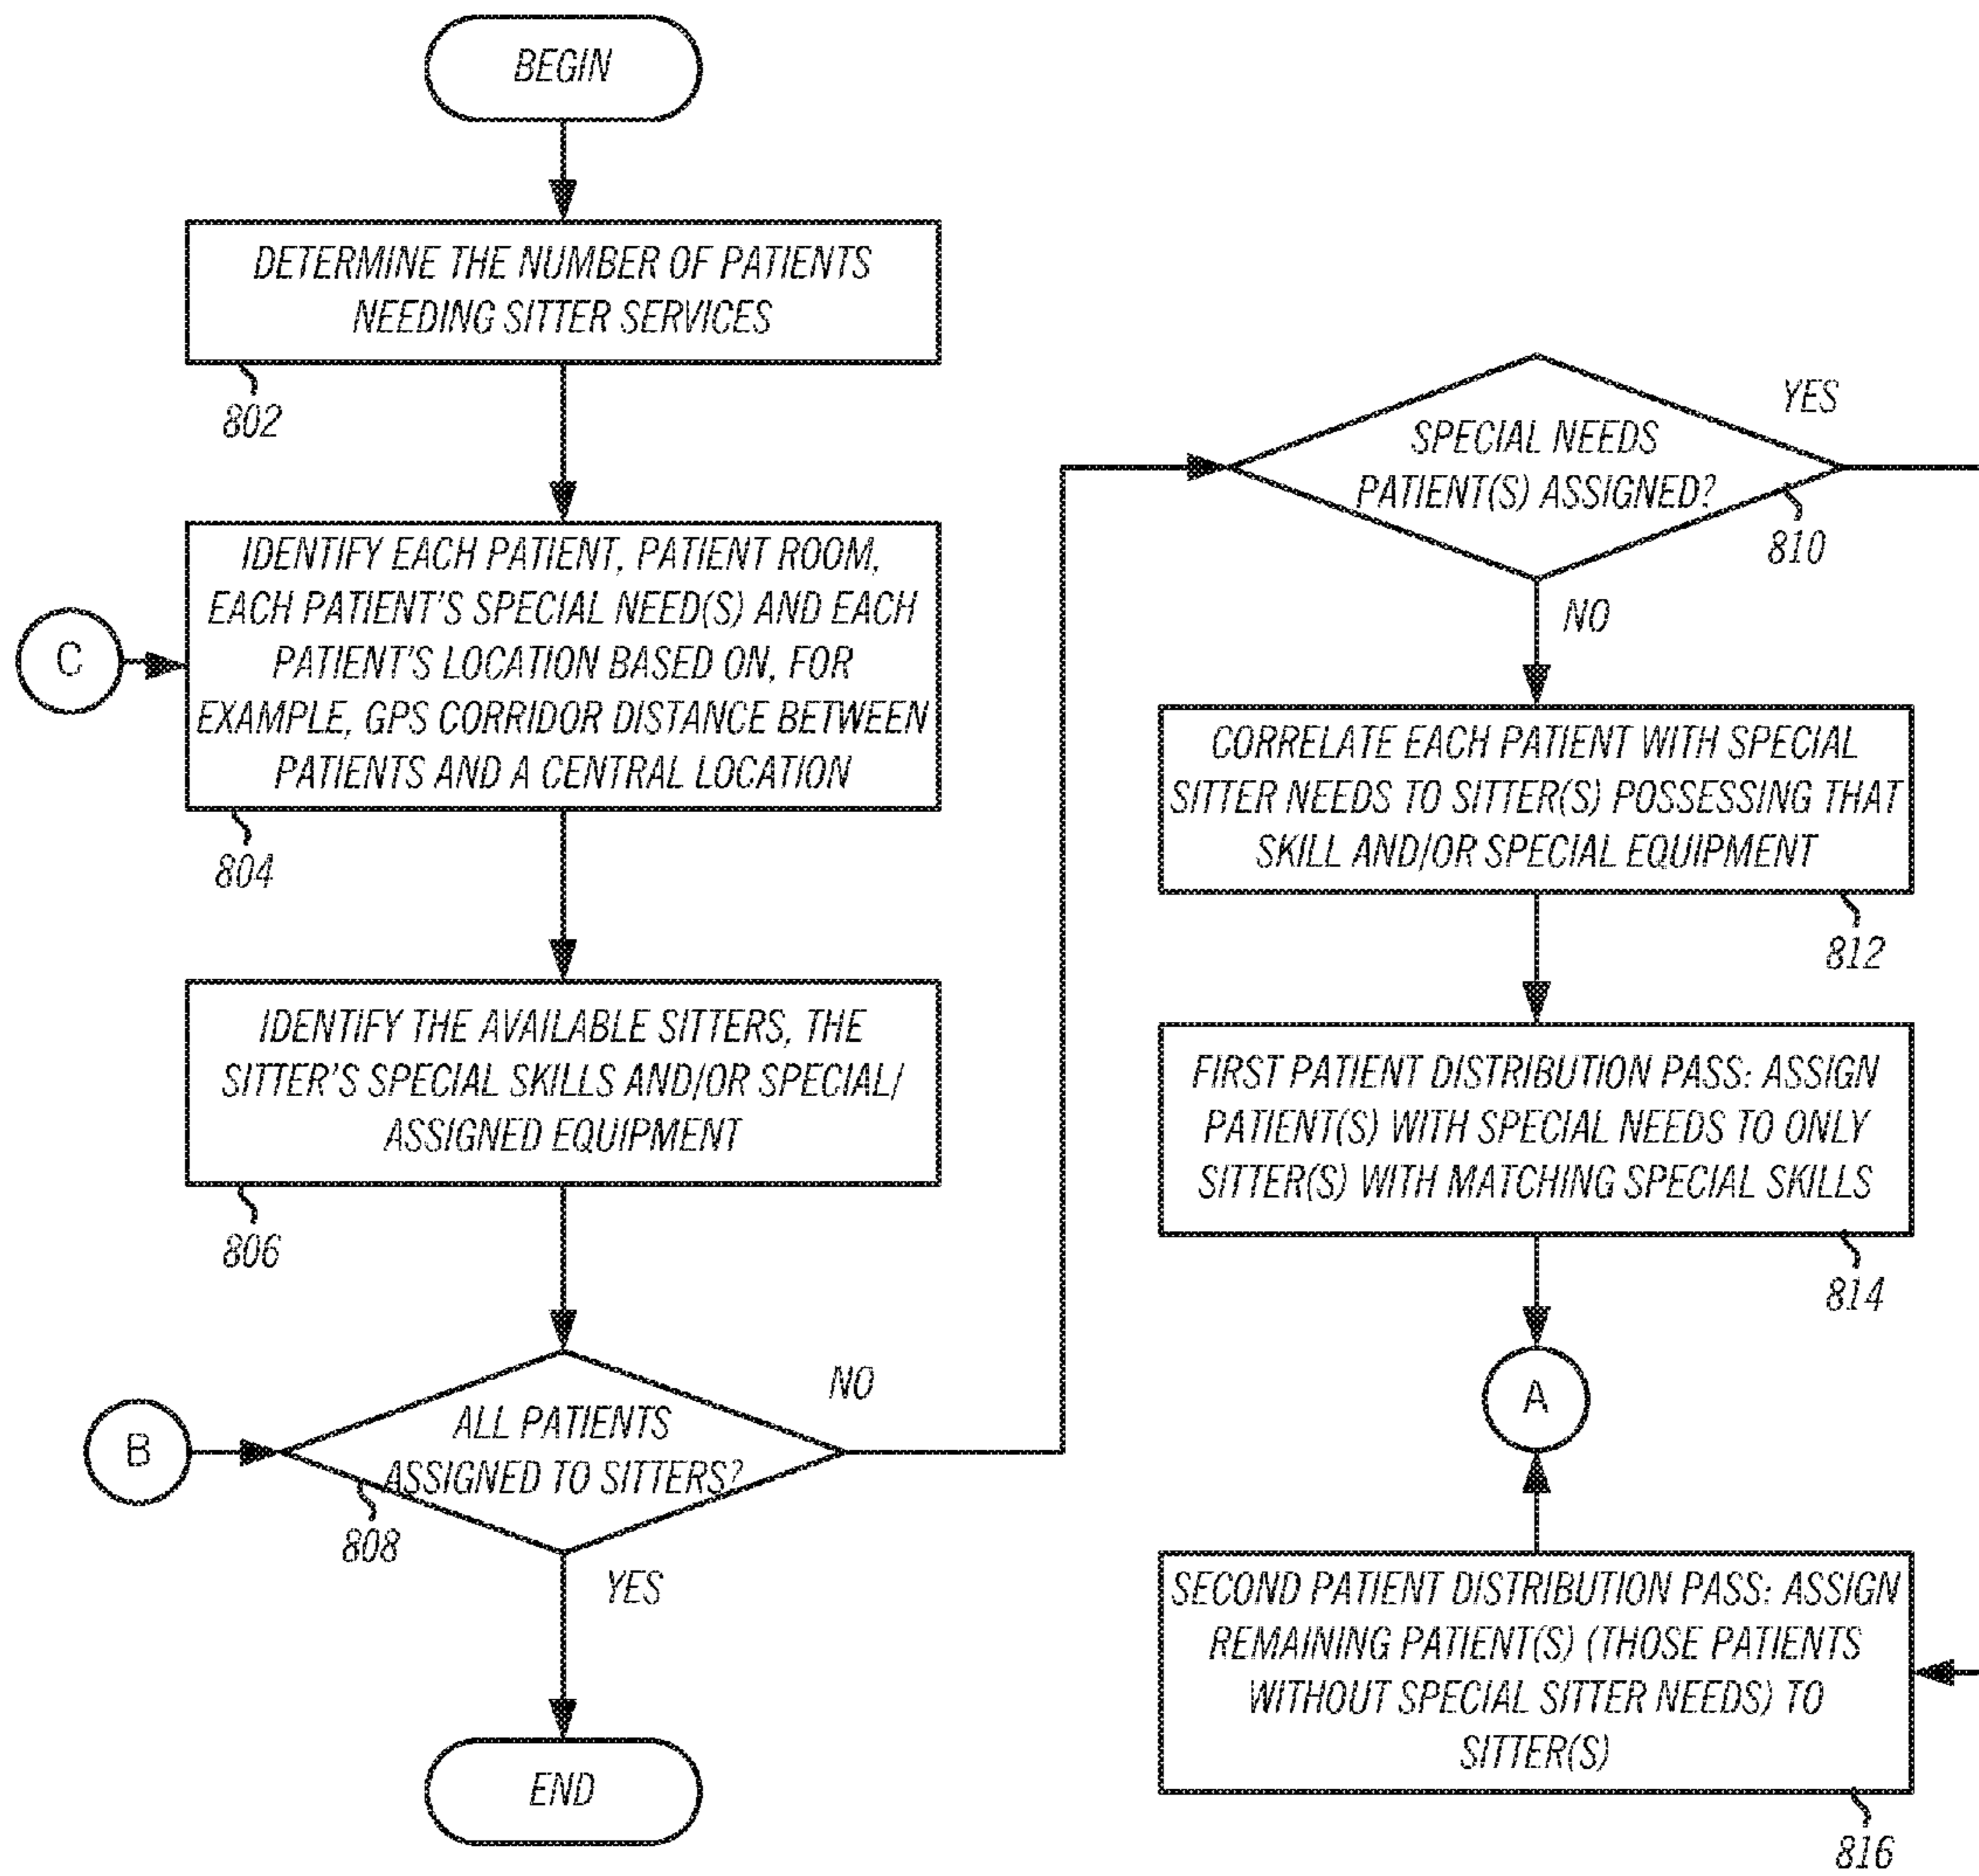 BEGIN
DETERMINE THE NUMBER OF PATIENTS
NEEDING SITTER SERVICES
802
IDENTIFY EACH PATIENT, PATIENT ROOM,
EACH PATIENT'S SPECIAL NEED(S) AND EACH
PATIENT'S LOCATION BASED ON, FOR
EXAMPLE, GPS CORRIDOR DISTANCE BETWEEN
PATIENTS AND A CENTRAL LOCATION
C
804
IDENTIFY THE AVAILABLE SITTERS, THE
SITTER'S SPECIAL SKILLS AND/OR SPECIAL/
ASSIGNED EQUIPMENT
806
ALL PATIENTS
ASSIGNED TO SITTERS?
B
808
NO
YES
END
SPECIAL NEEDS
PATIENT(S) ASSIGNED?
YES
810
NO
CORRELATE EACH PATIENT WITH SPECIAL
SITTER NEEDS TO SITTER(S) POSSESSING THAT
SKILL AND/OR SPECIAL EQUIPMENT
812
FIRST PATIENT DISTRIBUTION PASS: ASSIGN
PATIENT(S) WITH SPECIAL NEEDS TO ONLY
SITTER(S) WITH MATCHING SPECIAL SKILLS
814
A
SECOND PATIENT DISTRIBUTION PASS: ASSIGN
REMAINING PATIENT(S) (THOSE PATIENTS
WITHOUT SPECIAL SITTER NEEDS) TO
SITTER(S)
816